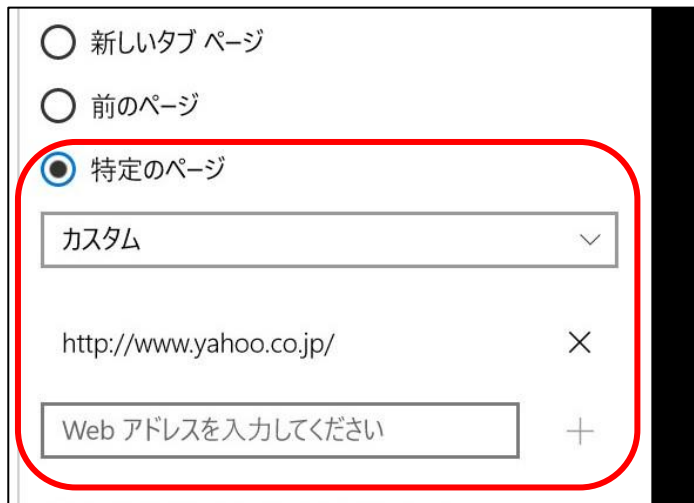 新しいタブ ページ
前のページ
特定のページ
カスタム
http://www.yahoo.co.jp/
Web アドレスを入力してください